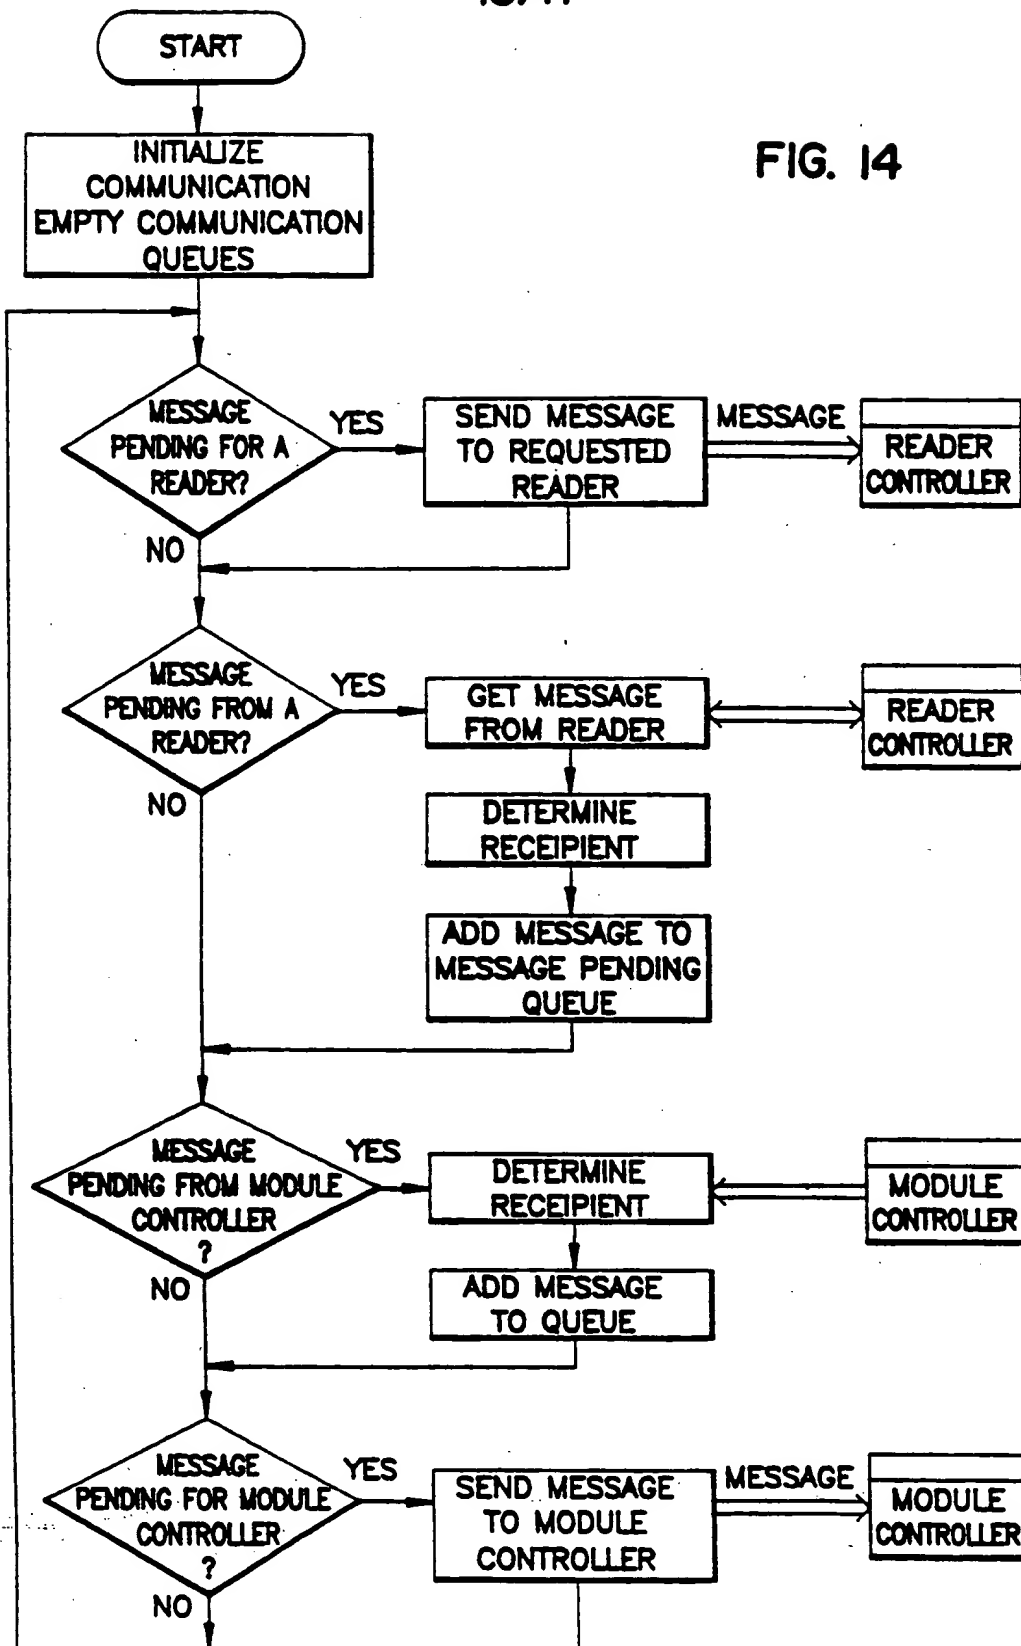 START
FIG. 14
INITIALIZE
COMMUNICATION
EMPTY COMMUNICATION
QUEUES
MESSAGE
PENDING FOR A
READER?
YES
SEND MESSAGE
TO REQUESTED
READER
MESSAGE
READER
CONTROLLER
NO
MESSAGE
PENDING FROM A
READER?
YES
GET MESSAGE
FROM READER
READER
CONTROLLER
NO
DETERMINE
RECEIPIENT
ADD MESSAGE TO
MESSAGE PENDING
QUEUE
MESSAGE
PENDING FROM MODULE
CONTROLLER
?
YES
DETERMINE
RECEIPIENT
MODULE
CONTROLLER
NO
ADD MESSAGE
TO QUEUE
MESSAGE
PENDING FOR MODULE
CONTROLLER
?
YES
SEND MESSAGE
TO MODULE
CONTROLLER
MESSAGE
MODULE
CONTROLLER
NO